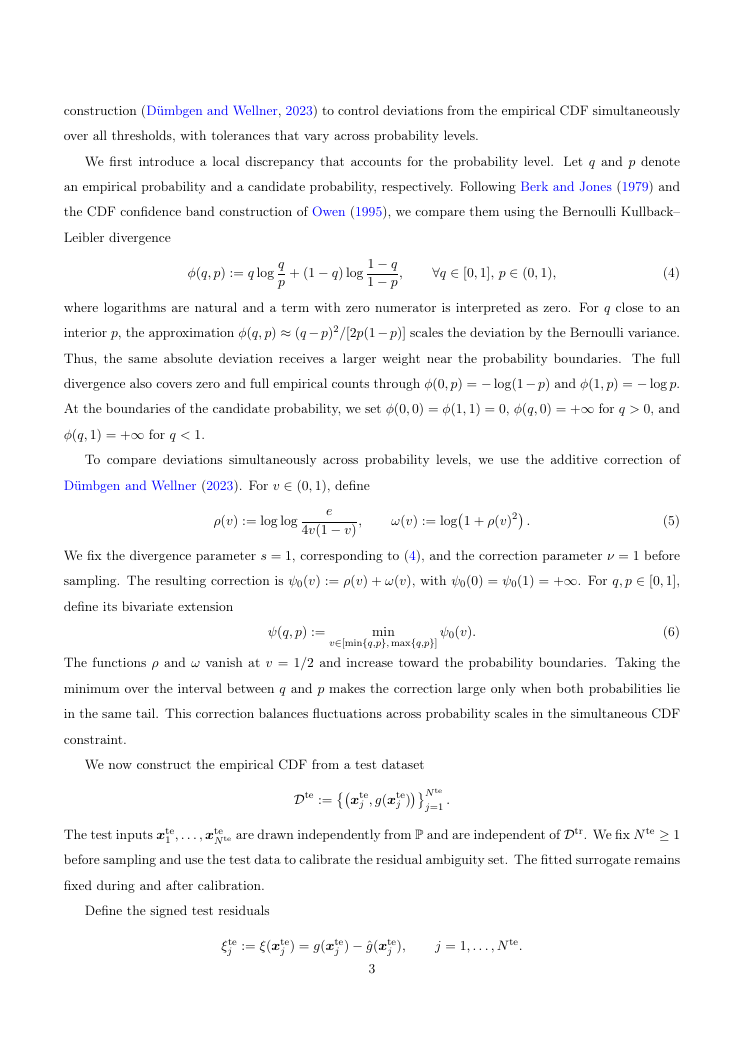 construction (Dümbgen and Wellner, 2023) to control deviations from the empirical CDF simultaneously
over all thresholds, with tolerances that vary across probability levels.
We first introduce a local discrepancy that accounts for the probability level. Let q and p denote
an empirical probability and a candidate probability, respectively. Following Berk and Jones (1979) and
the CDF confidence band construction of Owen (1995), we compare them using the Bernoulli Kullback–
Leibler divergence
ϕ(q, p) := q log q/p + (1 − q) log (1 − q)/(1 − p), ∀q ∈ [0, 1], p ∈ (0, 1), (4)
where logarithms are natural and a term with zero numerator is interpreted as zero. For q close to an
interior p, the approximation ϕ(q, p) ≈ (q − p)²/[2p(1 − p)] scales the deviation by the Bernoulli variance.
Thus, the same absolute deviation receives a larger weight near the probability boundaries. The full
divergence also covers zero and full empirical counts through ϕ(0, p) = − log(1 − p) and ϕ(1, p) = − log p.
At the boundaries of the candidate probability, we set ϕ(0, 0) = ϕ(1, 1) = 0, ϕ(q, 0) = +∞ for q > 0, and
ϕ(q, 1) = +∞ for q < 1.
To compare deviations simultaneously across probability levels, we use the additive correction of
Dümbgen and Wellner (2023). For v ∈ (0, 1), define
ρ(v) := log log e/(4v(1 − v)), ω(v) := log(1 + ρ(v)²) . (5)
We fix the divergence parameter s = 1, corresponding to (4), and the correction parameter ν = 1 before
sampling. The resulting correction is ψ₀(v) := ρ(v) + ω(v), with ψ₀(0) = ψ₀(1) = +∞. For q, p ∈ [0, 1],
define its bivariate extension
ψ(q, p) := min_{v∈[min{q,p}, max{q,p}]} ψ₀(v). (6)
The functions ρ and ω vanish at v = 1/2 and increase toward the probability boundaries. Taking the
minimum over the interval between q and p makes the correction large only when both probabilities lie
in the same tail. This correction balances fluctuations across probability scales in the simultaneous CDF
constraint.
We now construct the empirical CDF from a test dataset
𝒟^te := {(x_j^te, g(x_j^te))}_{j=1}^{N^te} .
The test inputs x_1^te, . . . , x_{N^te}^te are drawn independently from ℙ and are independent of 𝒟^tr. We fix N^te ≥ 1
before sampling and use the test data to calibrate the residual ambiguity set. The fitted surrogate remains
fixed during and after calibration.
Define the signed test residuals
ξ_j^te := ξ(x_j^te) = g(x_j^te) − ĝ(x_j^te), j = 1, . . . , N^te.
3